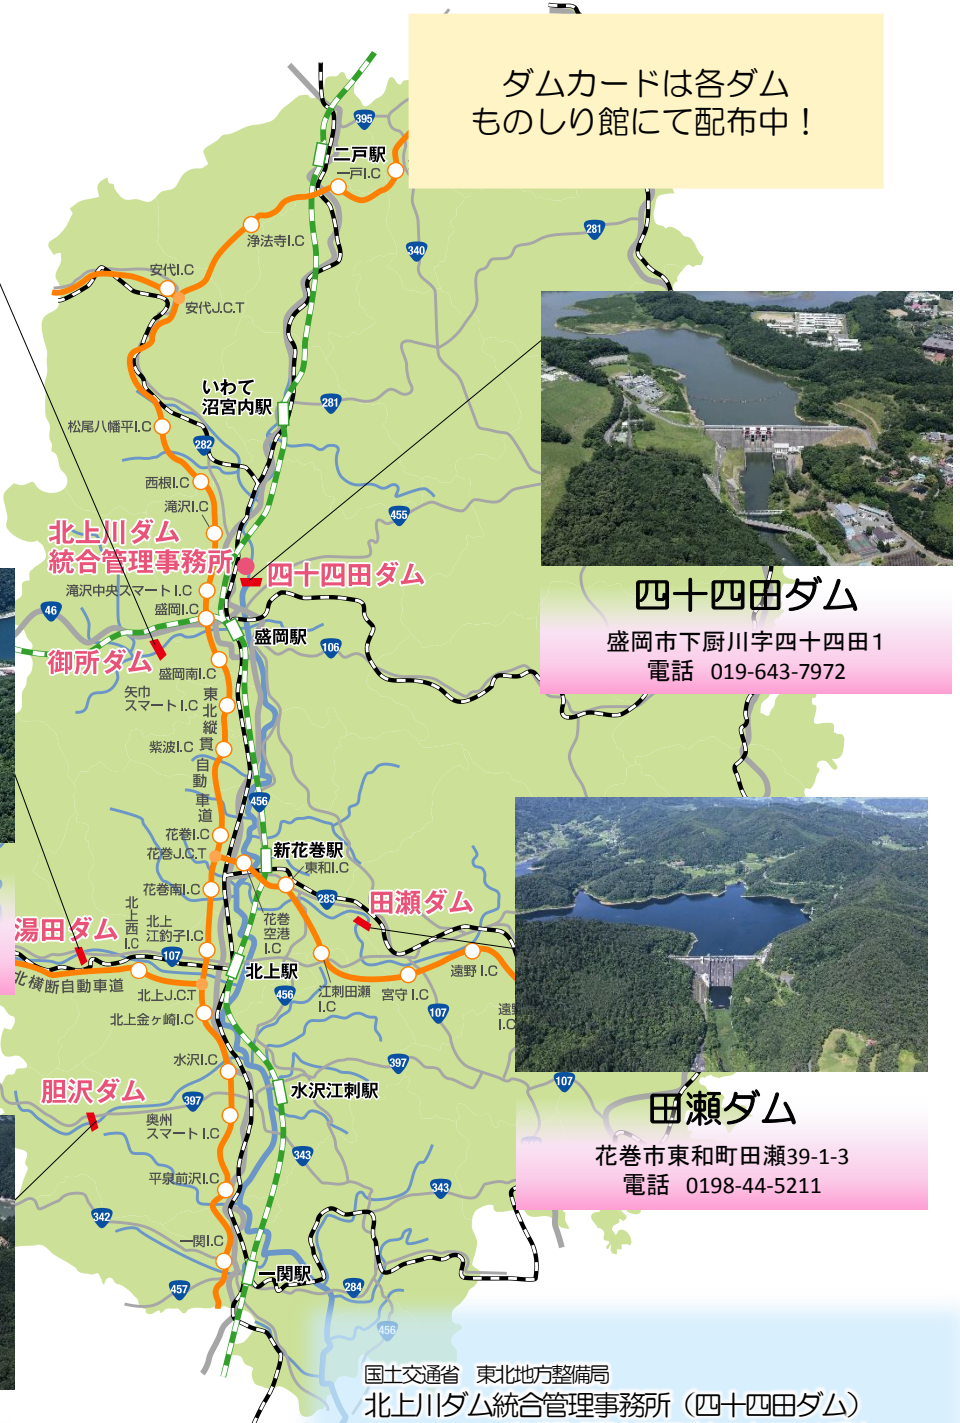 ダムカードは各ダム
ものしり館にて配布中！
395
二戸駅
一戸I.C
浄法寺I.C
281
340
安代I.C
安代J.C.T
いわて
沼宮内駅
281
松尾八幡平I.C
282
西根I.C
滝沢I.C
455
北上川ダム
統合管理事務所
四十四田ダム
滝沢中央スマートI.C
46
盛岡I.C
盛岡駅
106
御所ダム
盛岡南I.C
矢巾
スマートI.C
東北縦貫自動車道
紫波I.C
四十四田ダム
盛岡市下厨川字四十四田1
電話 019-643-7972
456
花巻I.C
花巻J.C.T
新花巻駅
東和I.C
花巻南I.C
283
田瀬ダム
北上西I.C
北上
江釣子I.C
花巻
空港
I.C
湯田ダム
107
北上駅
遠野I.C
北横断自動車道
北上J.C.T
456
江刺田瀬
I.C
宮守I.C
107
遠野
I.C
北上金ヶ崎I.C
水沢I.C
397
水沢江刺駅
107
胆沢ダム
397
奥州
スマートI.C
343
平泉前沢I.C
343
342
一関I.C
一関駅
457
284
456
田瀬ダム
花巻市東和町田瀬39-1-3
電話 0198-44-5211
国土交通省 東北地方整備局
北上川ダム統合管理事務所（四十四田ダム）